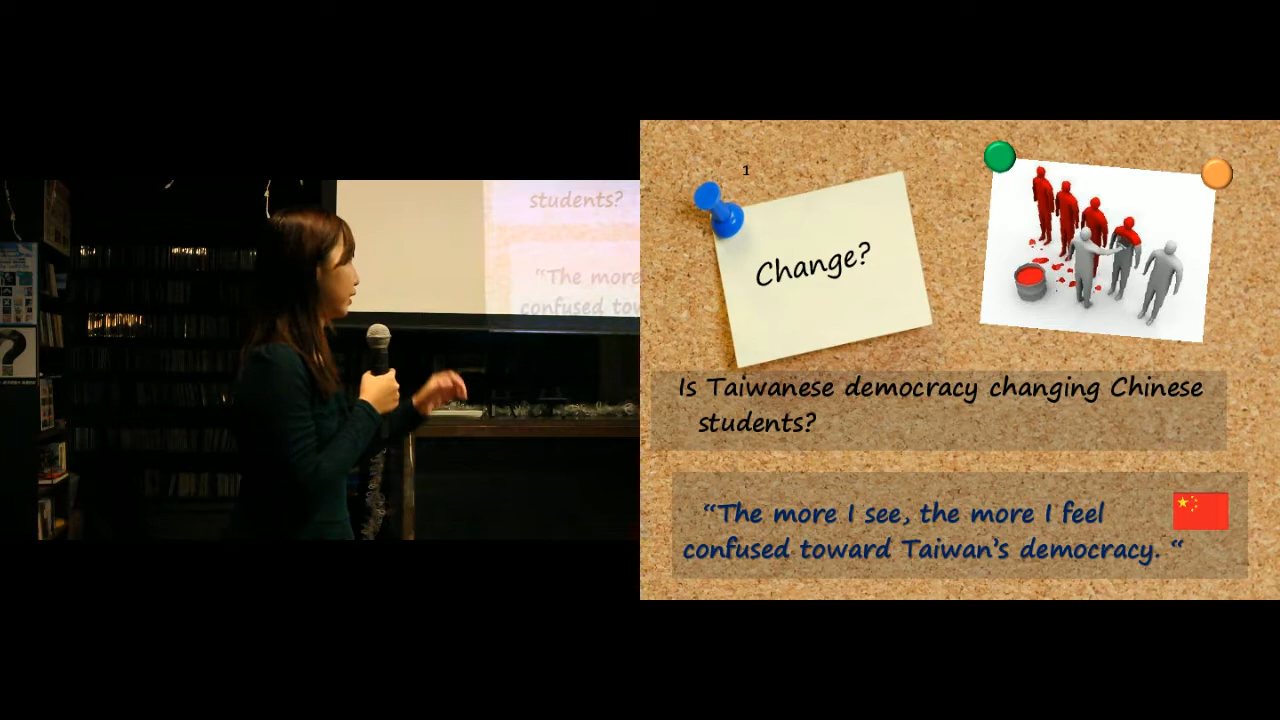 students?
“The more
confused tow
?
1
Change?
Is Taiwanese democracy changing Chinese
students?
“The more I see, the more I feel
confused toward Taiwan’s democracy. “